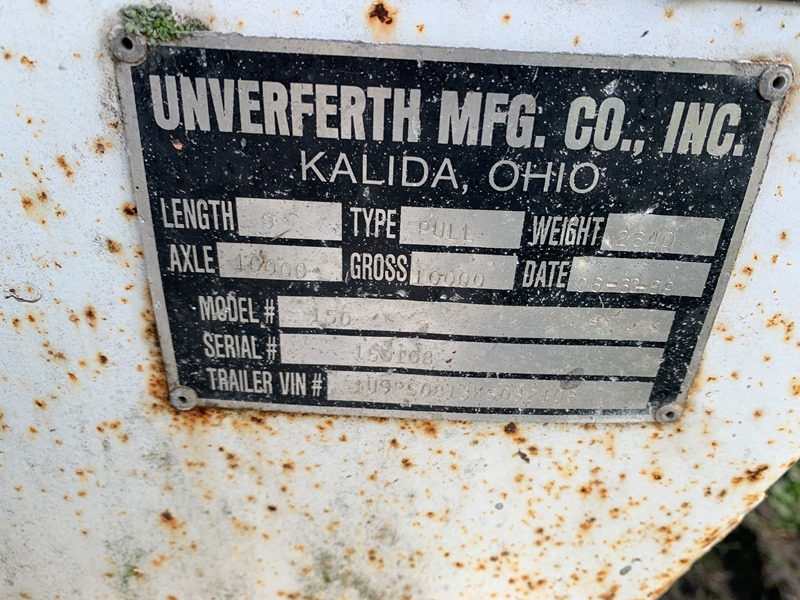 UNVERFERTH MFG. CO., INC.
KALIDA, OHIO
LENGTH 9 TYPE PULL WEIGHT 2640
AXLE 10000 GROSS 10000 DATE
MODEL # 150
SERIAL #
TRAILER VIN #